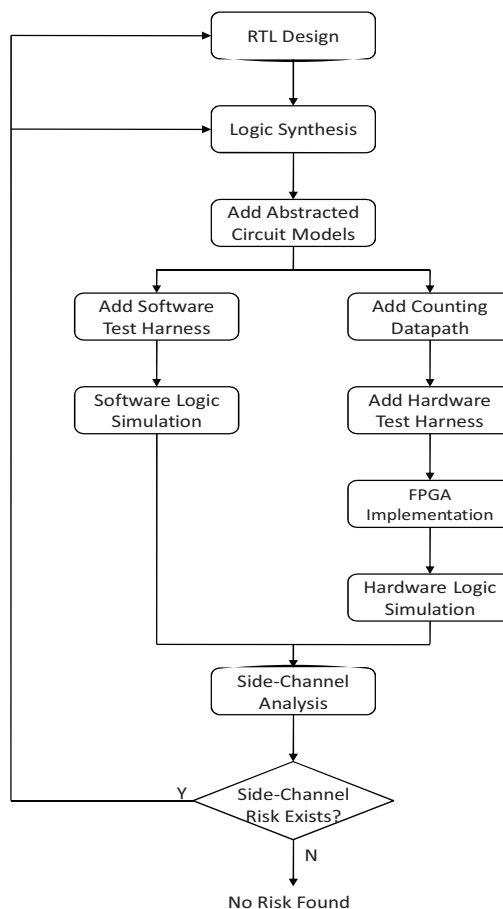 RTL Design
Logic Synthesis
Add Abstracted
Circuit Models
Add Software
Test Harness
Add Counting
Datapath
Software Logic
Simulation
Add Hardware
Test Harness
FPGA
Implementation
Hardware Logic
Simulation
Side-Channel
Analysis
Y
Side-Channel
Risk Exists?
N
No Risk Found